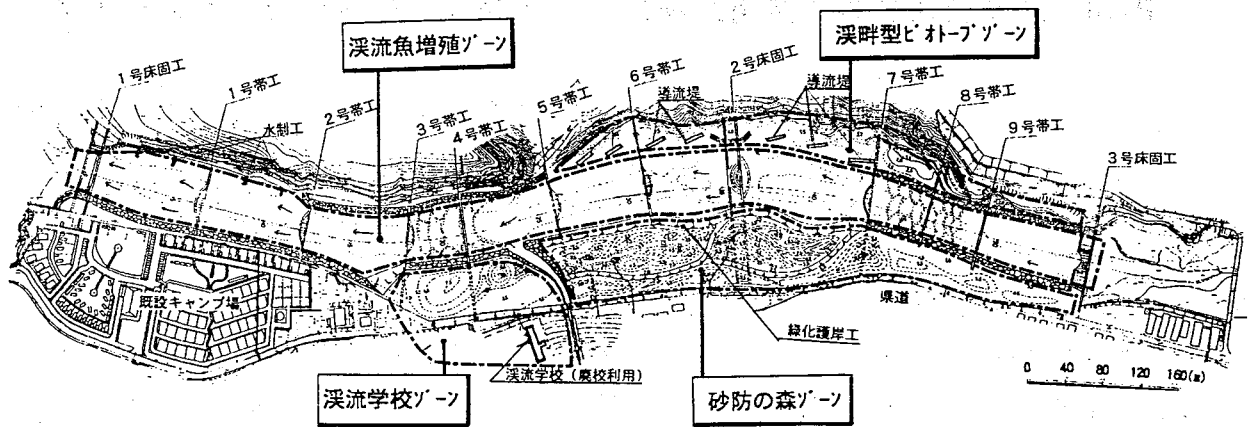 渓流魚増殖ゾーン
渓畔型ビオトープゾーン
1号床固工
1号帯工
水制工
2号帯工
3号帯工
4号帯工
5号帯工
6号帯工
導流堤
2号床固工
導流堤
7号帯工
8号帯工
9号帯工
3号床固工
既設キャンプ場
県道
緑化護岸工
渓流学校(廃校利用)
渓流学校ゾーン
砂防の森ゾーン
0 40 80 120 160(m)